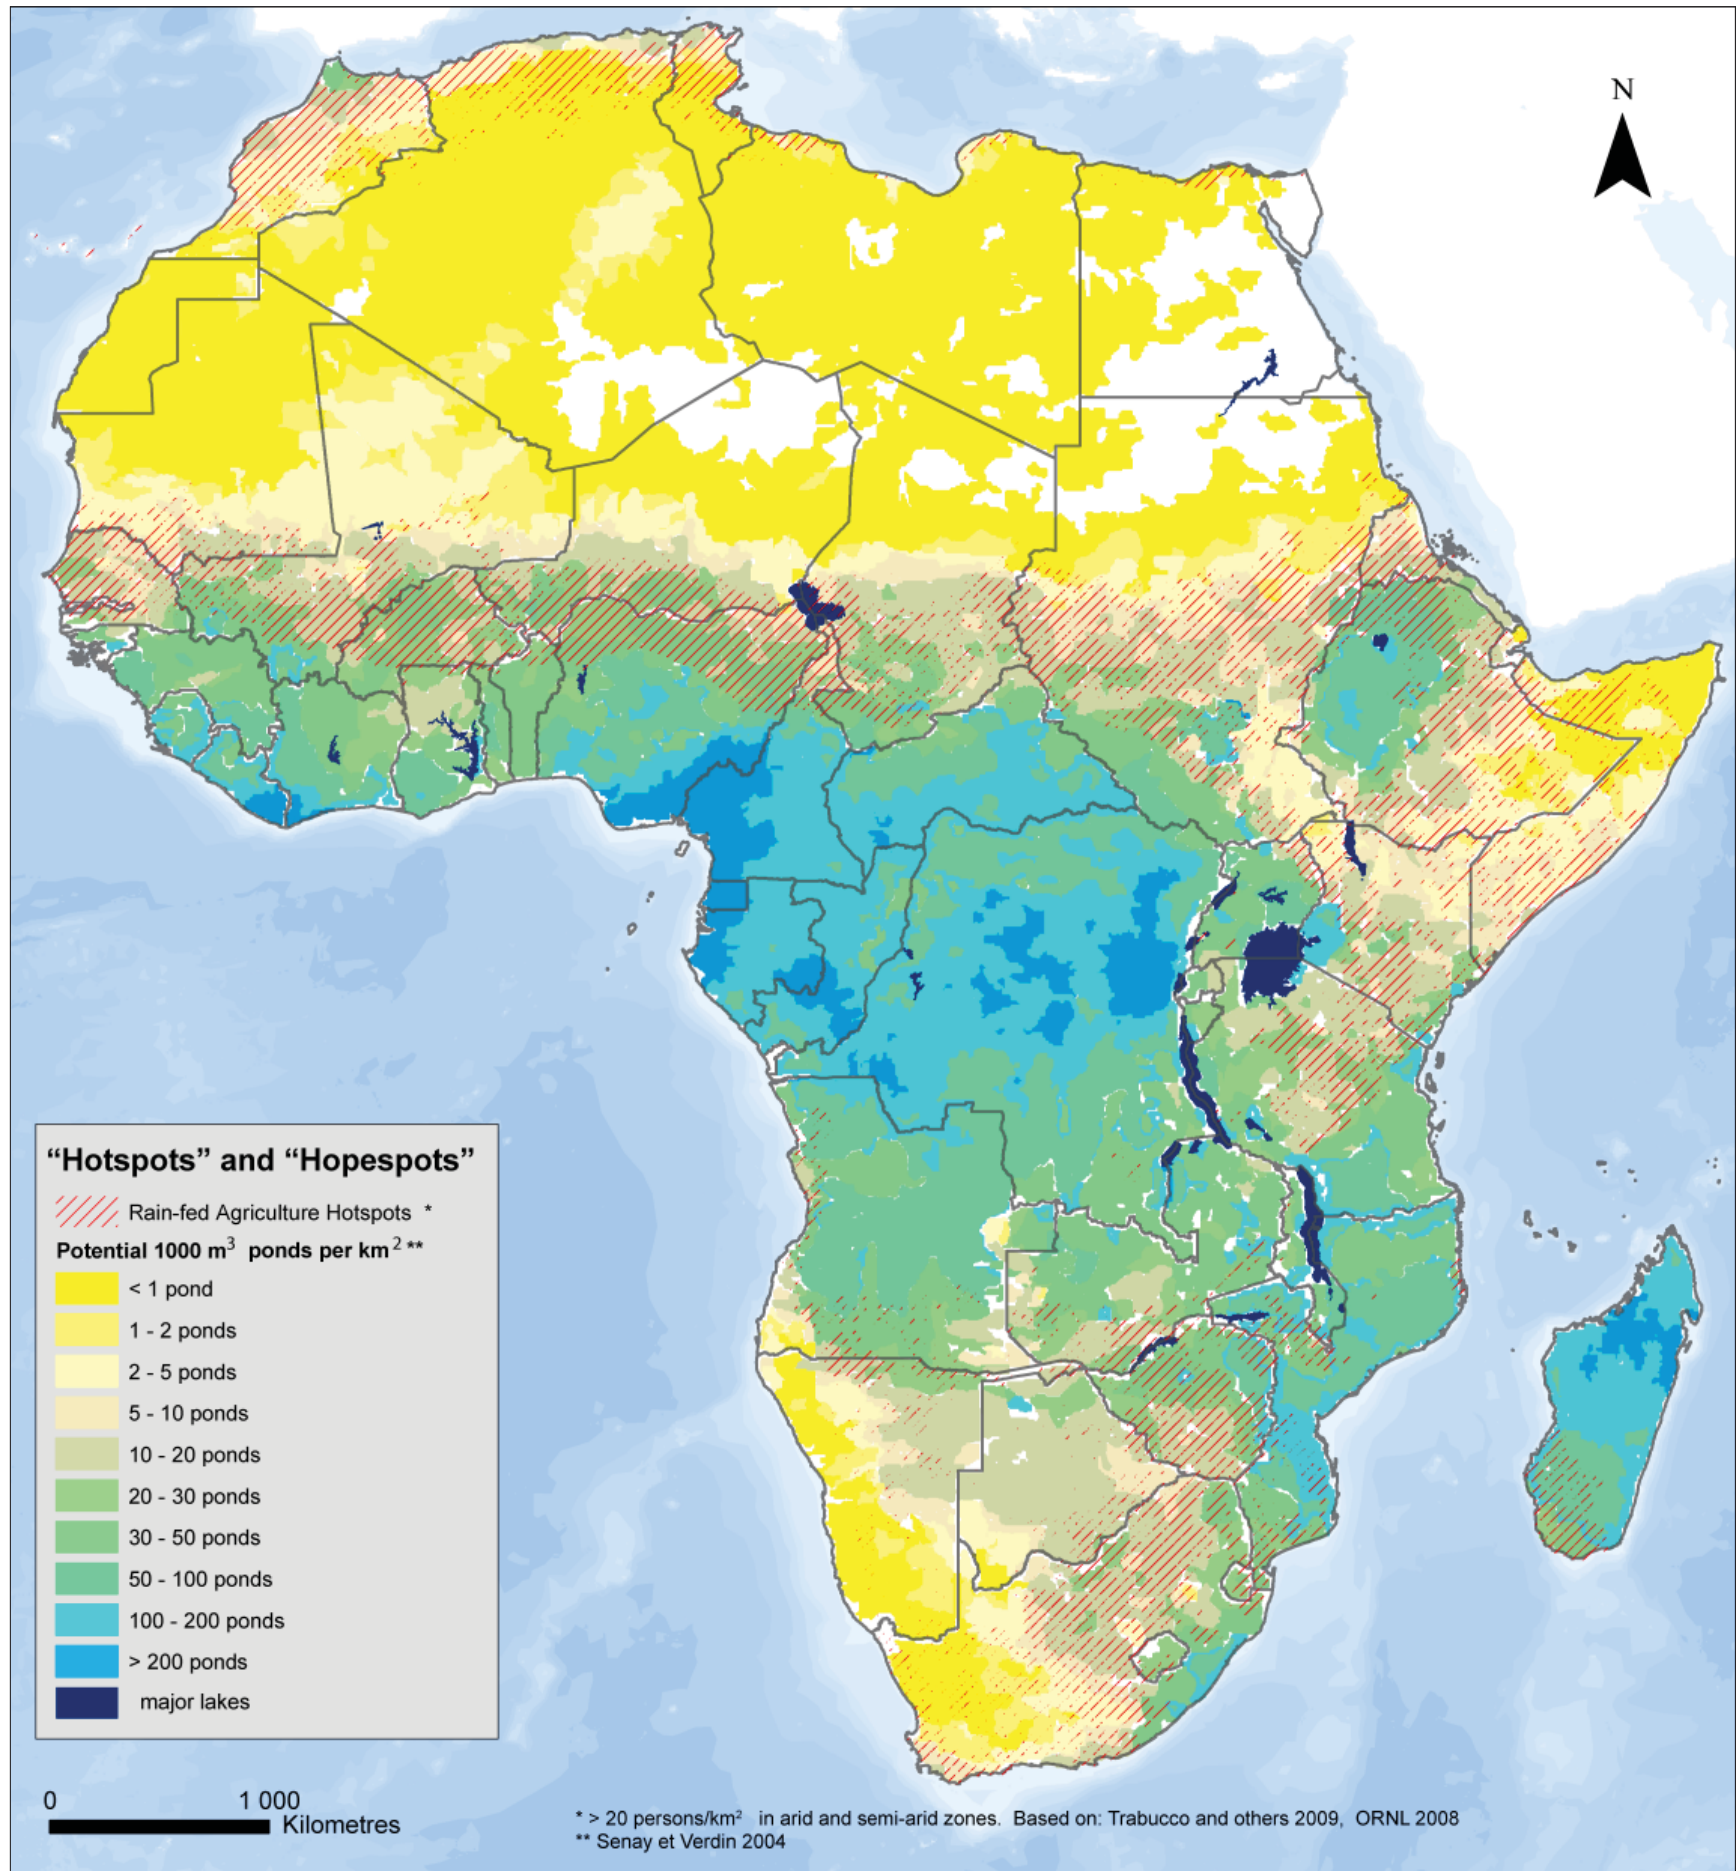 N
“Hotspots” and “Hopespots”
Rain-fed Agriculture Hotspots *
Potential 1000 m³ ponds per km² **
< 1 pond
1 - 2 ponds
2 - 5 ponds
5 - 10 ponds
10 - 20 ponds
20 - 30 ponds
30 - 50 ponds
50 - 100 ponds
100 - 200 ponds
> 200 ponds
major lakes
0 1 000
Kilometres
* > 20 persons/km² in arid and semi-arid zones. Based on: Trabucco and others 2009, ORNL 2008
** Senay et Verdin 2004